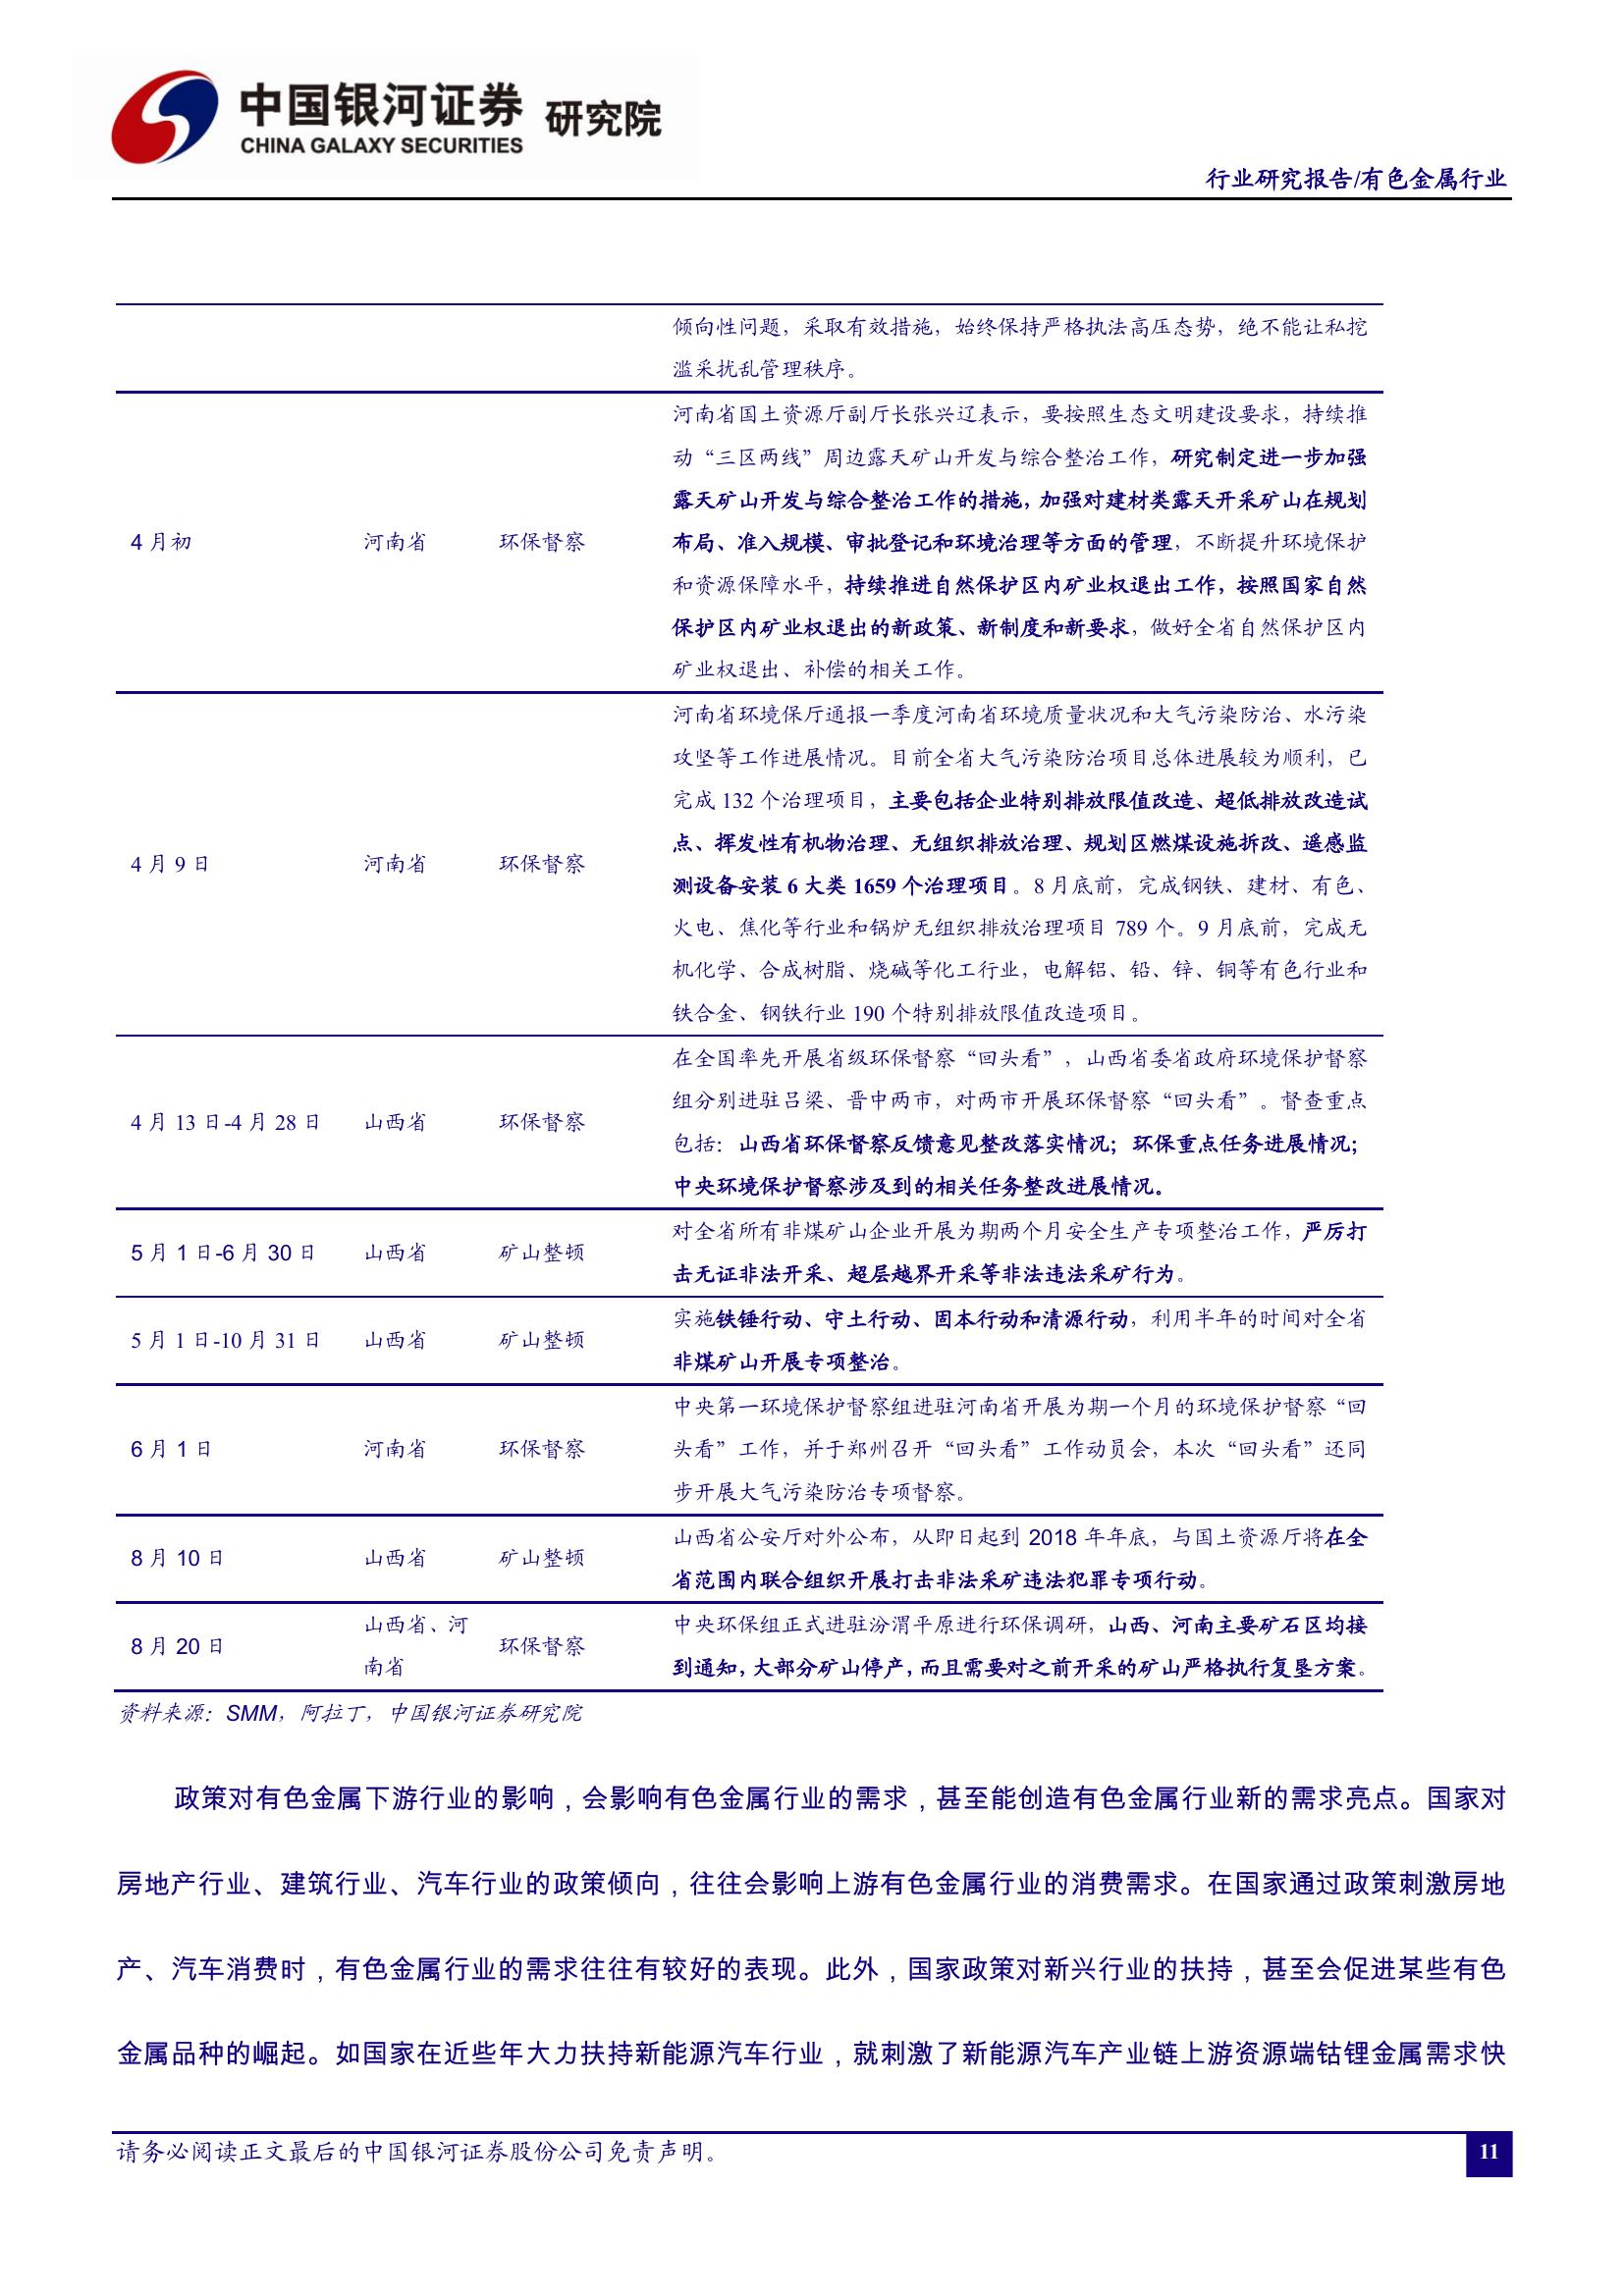 中国银河证券 研究院
CHINA GALAXY SECURITIES
行业研究报告/有色金属行业
倾向性问题，采取有效措施，始终保持严格执法高压态势，绝不能让私挖
滥采扰乱管理秩序。
4 月初 河南省 环保督察
河南省国土资源厅副厅长张兴辽表示，要按照生态文明建设要求，持续推
动“三区两线”周边露天矿山开发与综合整治工作，研究制定进一步加强
露天矿山开发与综合整治工作的措施，加强对建材类露天开采矿山在规划
布局、准入规模、审批登记和环境治理等方面的管理，不断提升环境保护
和资源保障水平，持续推进自然保护区内矿业权退出工作，按照国家自然
保护区内矿业权退出的新政策、新制度和新要求，做好全省自然保护区内
矿业权退出、补偿的相关工作。
4 月 9 日 河南省 环保督察
河南省环境保厅通报一季度河南省环境质量状况和大气污染防治、水污染
攻坚等工作进展情况。目前全省大气污染防治项目总体进展较为顺利，已
完成 132 个治理项目，主要包括企业特别排放限值改造、超低排放改造试
点、挥发性有机物治理、无组织排放治理、规划区燃煤设施拆改、遥感监
测设备安装 6 大类 1659 个治理项目。8 月底前，完成钢铁、建材、有色、
火电、焦化等行业和锅炉无组织排放治理项目 789 个。9 月底前，完成无
机化学、合成树脂、烧碱等化工行业，电解铝、铅、锌、铜等有色行业和
铁合金、钢铁行业 190 个特别排放限值改造项目。
4 月 13 日-4 月 28 日 山西省 环保督察
在全国率先开展省级环保督察“回头看”，山西省委省政府环境保护督察
组分别进驻吕梁、晋中两市，对两市开展环保督察“回头看”。督查重点
包括：山西省环保督察反馈意见整改落实情况；环保重点任务进展情况；
中央环境保护督察涉及到的相关任务整改进展情况。
5 月 1 日-6 月 30 日 山西省 矿山整顿
对全省所有非煤矿山企业开展为期两个月安全生产专项整治工作，严厉打
击无证非法开采、超层越界开采等非法违法采矿行为。
5 月 1 日-10 月 31 日 山西省 矿山整顿
实施铁锤行动、守土行动、固本行动和清源行动，利用半年的时间对全省
非煤矿山开展专项整治。
6 月 1 日 河南省 环保督察
中央第一环境保护督察组进驻河南省开展为期一个月的环境保护督察“回
头看”工作，并于郑州召开“回头看”工作动员会，本次“回头看”还同
步开展大气污染防治专项督察。
8 月 10 日 山西省 矿山整顿
山西省公安厅对外公布，从即日起到 2018 年年底，与国土资源厅将在全
省范围内联合组织开展打击非法采矿违法犯罪专项行动。
8 月 20 日 山西省、河 环保督察
南省
中央环保组正式进驻汾渭平原进行环保调研，山西、河南主要矿石区均接
到通知，大部分矿山停产，而且需要对之前开采的矿山严格执行复垦方案。
资料来源：SMM，阿拉丁，中国银河证券研究院
政策对有色金属下游行业的影响，会影响有色金属行业的需求，甚至能创造有色金属行业新的需求亮点。国家对
房地产行业、建筑行业、汽车行业的政策倾向，往往会影响上游有色金属行业的消费需求。在国家通过政策刺激房地
产、汽车消费时，有色金属行业的需求往往有较好的表现。此外，国家政策对新兴行业的扶持，甚至会促进某些有色
金属品种的崛起。如国家在近些年大力扶持新能源汽车行业，就刺激了新能源汽车产业链上游资源端钴锂金属需求快
请务必阅读正文最后的中国银河证券股份公司免责声明。
11